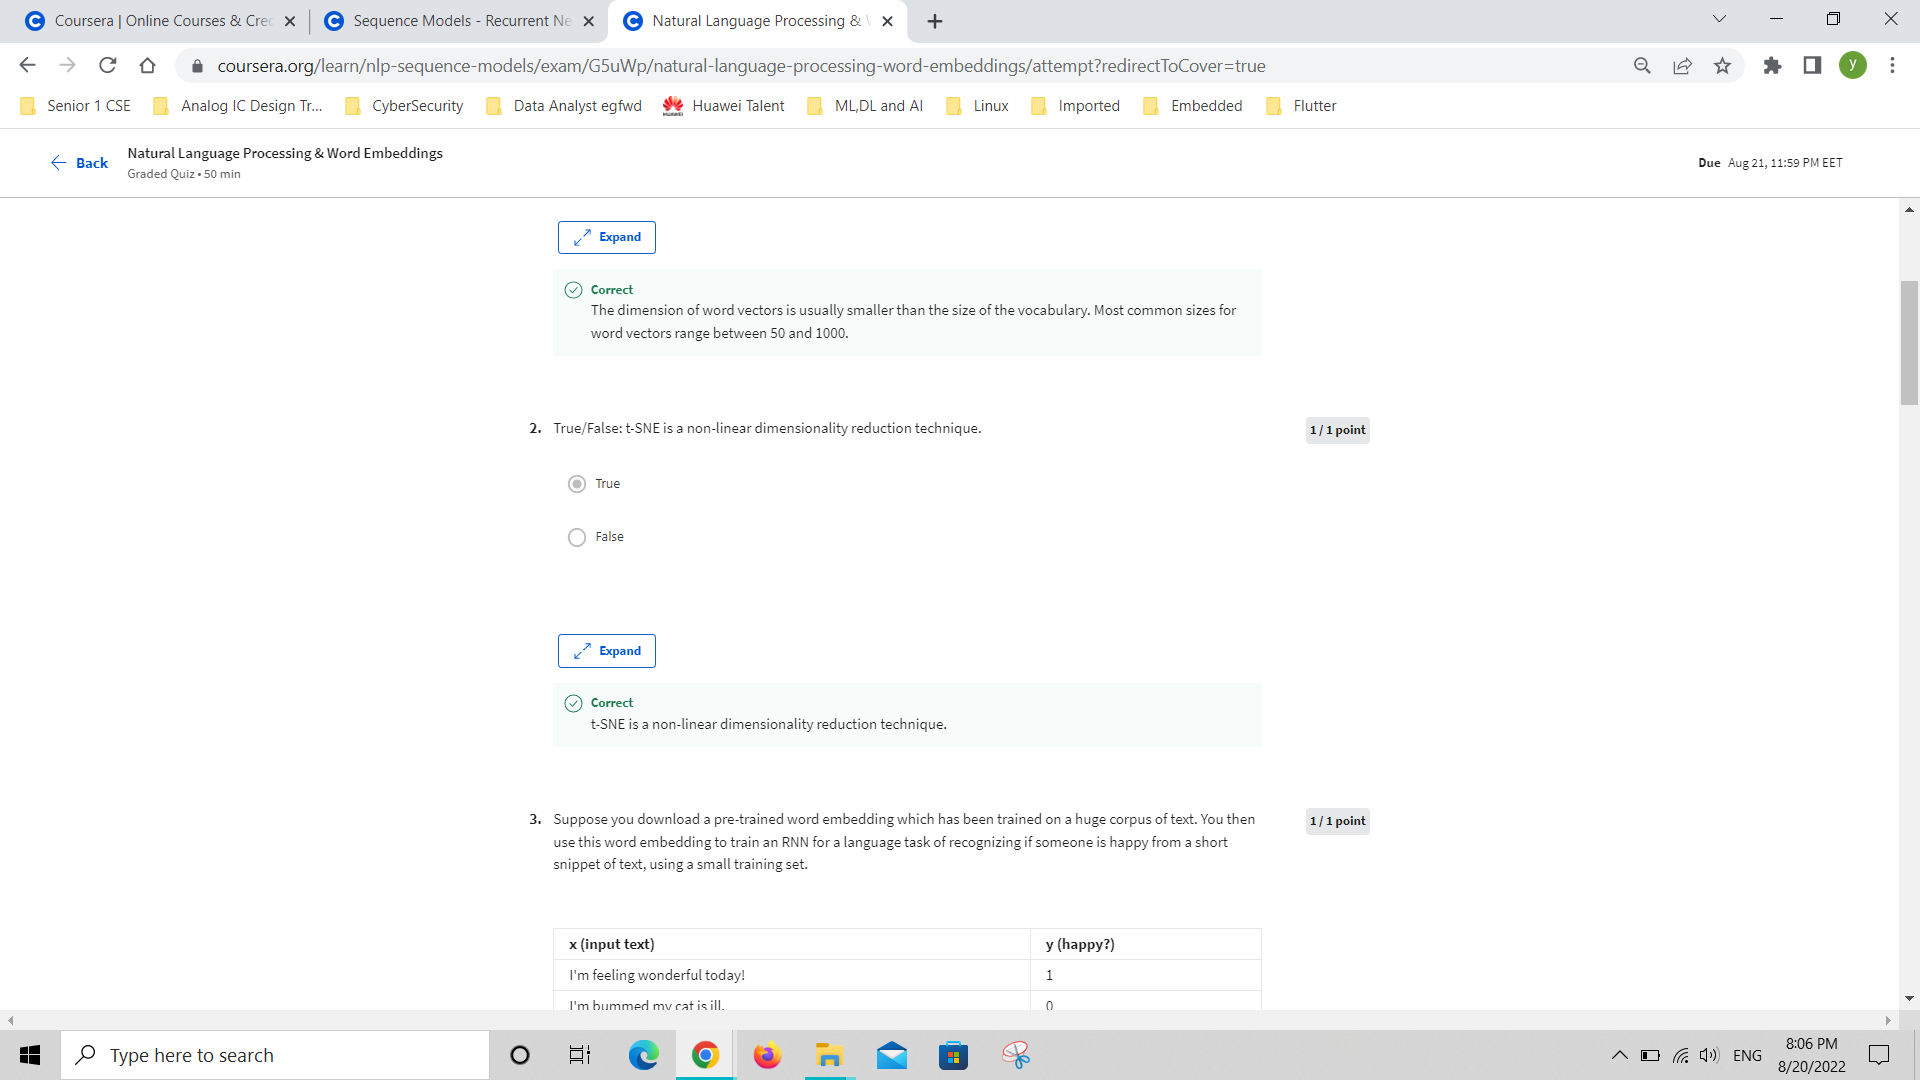 Coursera | Online Courses & Cre
Sequence Models - Recurrent Ne
Natural Language Processing &
coursera.org/learn/nlp-sequence-models/exam/G5uWp/natural-language-processing-word-embeddings/attempt?redirectToCover=true
y
Senior 1 CSE
Analog IC Design Tr...
CyberSecurity
Data Analyst egfwd
HUAWEI
Huawei Talent
ML,DL and AI
Linux
Imported
Embedded
Flutter
Back
Natural Language Processing & Word Embeddings
Graded Quiz • 50 min
Due Aug 21, 11:59 PM EET
Expand
Correct
The dimension of word vectors is usually smaller than the size of the vocabulary. Most common sizes for
word vectors range between 50 and 1000.
2. True/False: t-SNE is a non-linear dimensionality reduction technique.
1 / 1 point
True
False
Expand
Correct
t-SNE is a non-linear dimensionality reduction technique.
3. Suppose you download a pre-trained word embedding which has been trained on a huge corpus of text. You then
use this word embedding to train an RNN for a language task of recognizing if someone is happy from a short
snippet of text, using a small training set.
1 / 1 point
x (input text) y (happy?)
I'm feeling wonderful today! 1
I'm bummed my cat is ill. 0
Type here to search
ENG
8:06 PM
8/20/2022